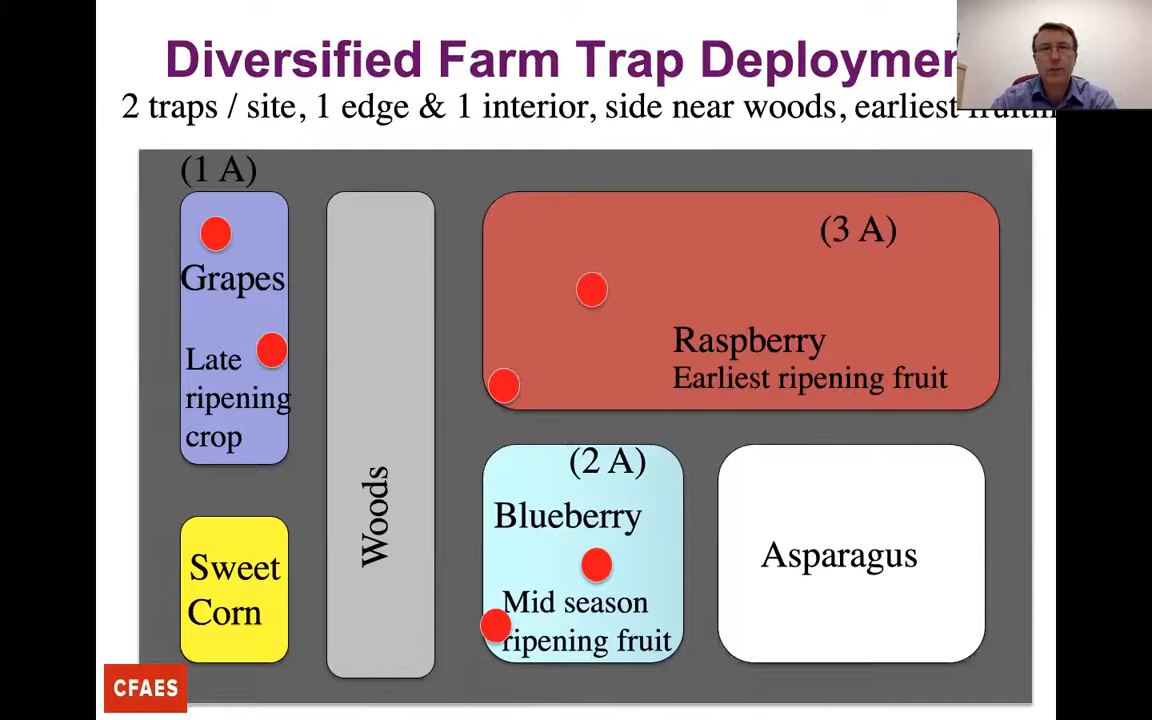 Diversified Farm Trap
2 traps / site, 1 edge & 1 interior, side near woods, earliest
(1 A)
Grapes
Late
ripening
crop
Sweet
Corn
Woods
(3 A)
Raspberry
Earliest ripening fruit
(2 A)
Blueberry
Mid season
ripening fruit
Asparagus
CFAES